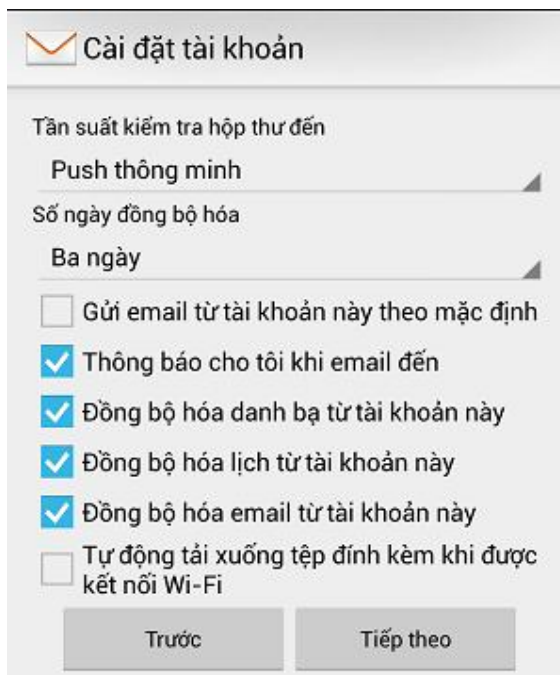 Cài đặt tài khoản
Tần suất kiểm tra hộp thư đến
Push thông minh
Số ngày đồng bộ hóa
Ba ngày
Gửi email từ tài khoản này theo mặc định
Thông báo cho tôi khi email đến
Đồng bộ hóa danh bạ từ tài khoản này
Đồng bộ hóa lịch từ tài khoản này
Đồng bộ hóa email từ tài khoản này
Tự động tải xuống tệp đính kèm khi được
kết nối Wi-Fi
Trước Tiếp theo